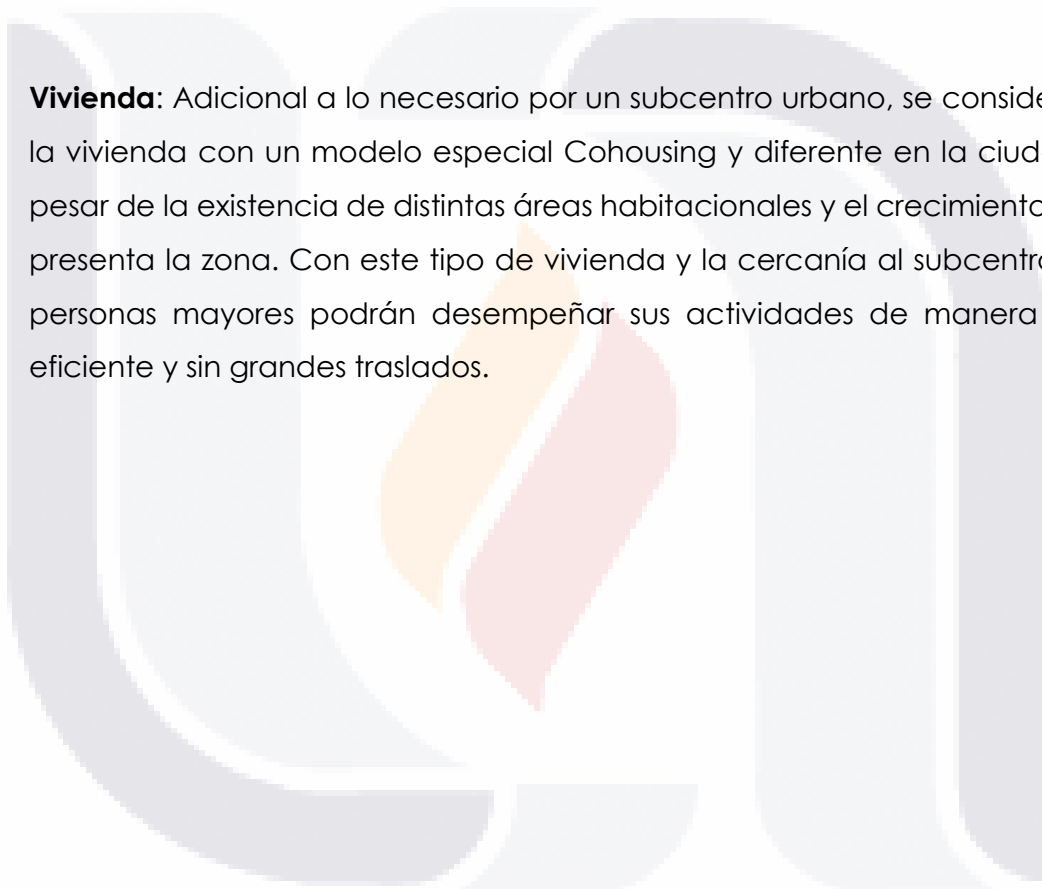 Vivienda: Adicional a lo necesario por un subcentro urbano, se conside
la vivienda con un modelo especial Cohousing y diferente en la ciud
pesar de la existencia de distintas áreas habitacionales y el crecimiento
presenta la zona. Con este tipo de vivienda y la cercanía al subcentro
personas mayores podrán desempeñar sus actividades de manera
eficiente y sin grandes traslados.